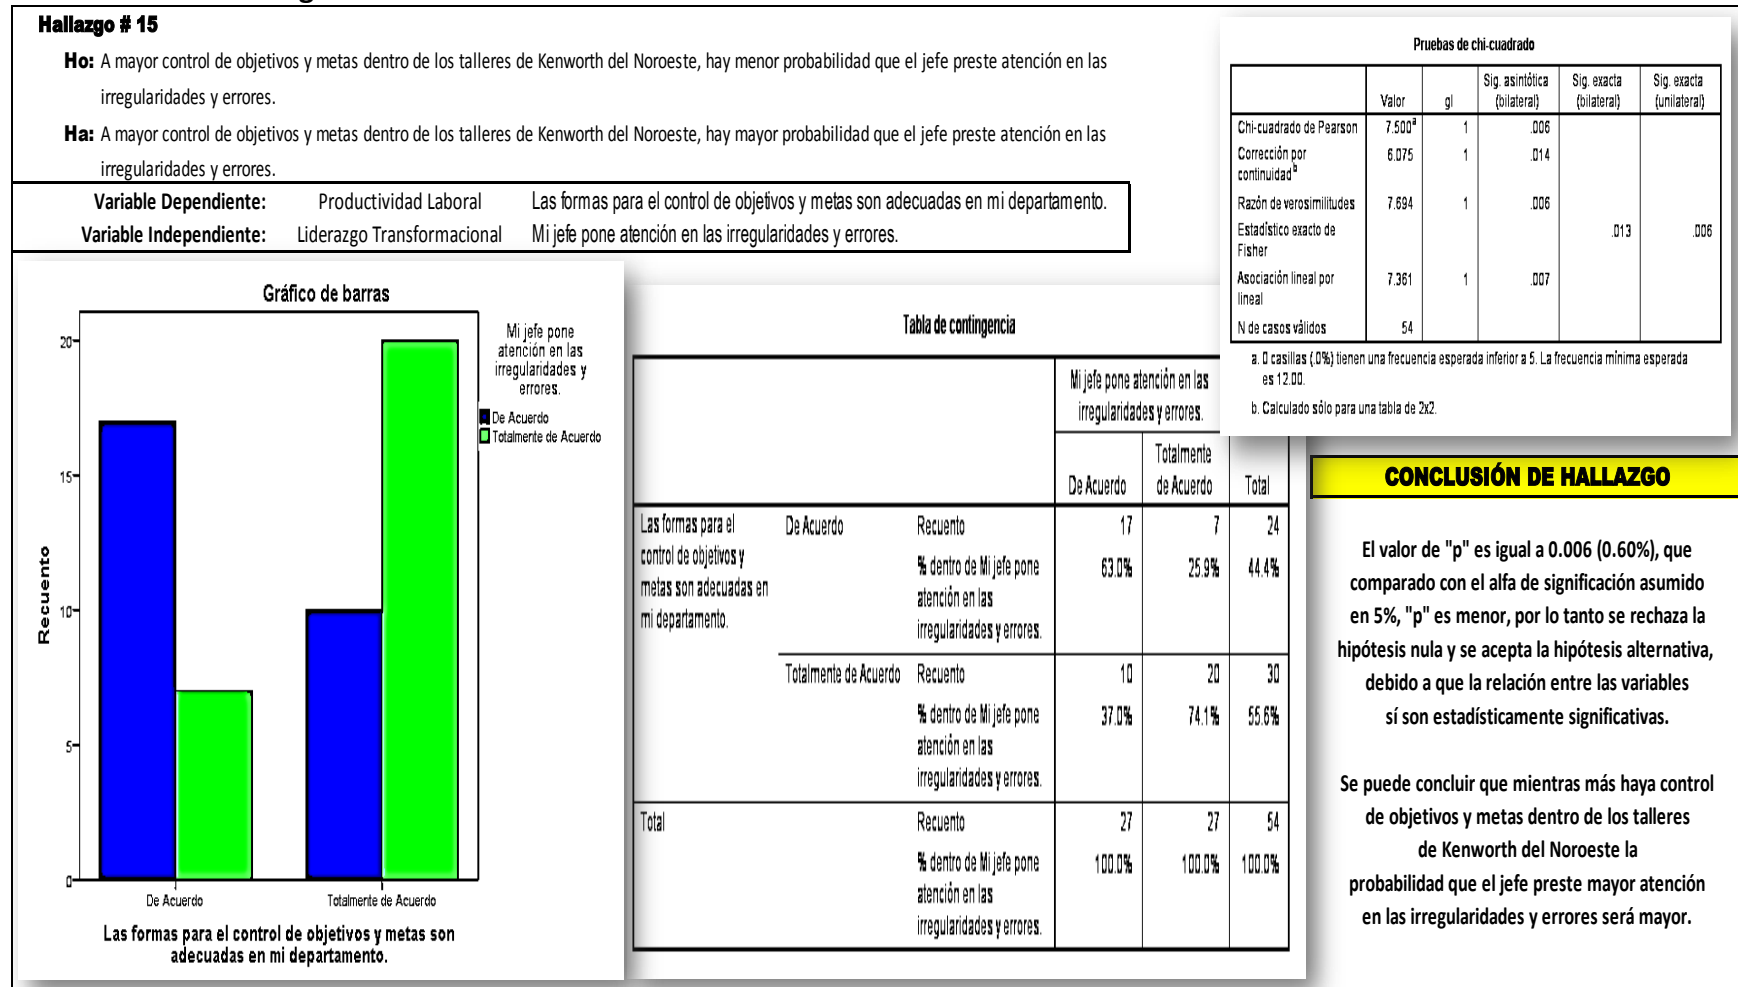 Hallazgo # 15
Ho: A mayor control de objetivos y metas dentro de los talleres de Kenworth del Noroeste, hay menor probabilidad que el jefe preste atención en las
irregularidades y errores.
Ha: A mayor control de objetivos y metas dentro de los talleres de Kenworth del Noroeste, hay mayor probabilidad que el jefe preste atención en las
irregularidades y errores.
Variable Dependiente: Productividad Laboral Las formas para el control de objetivos y metas son adecuadas en mi departamento.
Variable Independiente: Liderazgo Transformacional Mi jefe pone atención en las irregularidades y errores.
Pruebas de chi-cuadrado
Valor gl Sig. asintótica (bilateral) Sig. exacta (bilateral) Sig. exacta (unilateral)
Chi-cuadrado de Pearson 7.500a 1 .006
Corrección por continuidadb 6.075 1 .014
Razón de verosimilitudes 7.694 1 .006
Estadístico exacto de Fisher .013 .006
Asociación lineal por lineal 7.361 1 .007
N de casos válidos 54
a. 0 casillas (.0%) tienen una frecuencia esperada inferior a 5. La frecuencia mínima esperada
es 12.00.
b. Calculado sólo para una tabla de 2x2.
Gráfico de barras
Mi jefe pone
atención en las
irregularidades y
errores.
De Acuerdo
Totalmente de Acuerdo
Recuento
20
15
10
5
0
De Acuerdo Totalmente de Acuerdo
Las formas para el control de objetivos y metas son
adecuadas en mi departamento.
Tabla de contingencia
Mi jefe pone atención en las
irregularidades y errores.
De Acuerdo Totalmente de Acuerdo Total
Las formas para el control de objetivos y metas son adecuadas en mi departamento. De Acuerdo Recuento 17 7 24
% dentro de Mi jefe pone atención en las irregularidades y errores. 63.0% 25.9% 44.4%
Totalmente de Acuerdo Recuento 10 20 30
% dentro de Mi jefe pone atención en las irregularidades y errores. 37.0% 74.1% 55.6%
Total Recuento 27 27 54
% dentro de Mi jefe pone atención en las irregularidades y errores. 100.0% 100.0% 100.0%
CONCLUSIÓN DE HALLAZGO
El valor de "p" es igual a 0.006 (0.60%), que
comparado con el alfa de significación asumido
en 5%, "p" es menor, por lo tanto se rechaza la
hipótesis nula y se acepta la hipótesis alternativa,
debido a que la relación entre las variables
sí son estadísticamente significativas.
Se puede concluir que mientras más haya control
de objetivos y metas dentro de los talleres
de Kenworth del Noroeste la
probabilidad que el jefe preste mayor atención
en las irregularidades y errores será mayor.